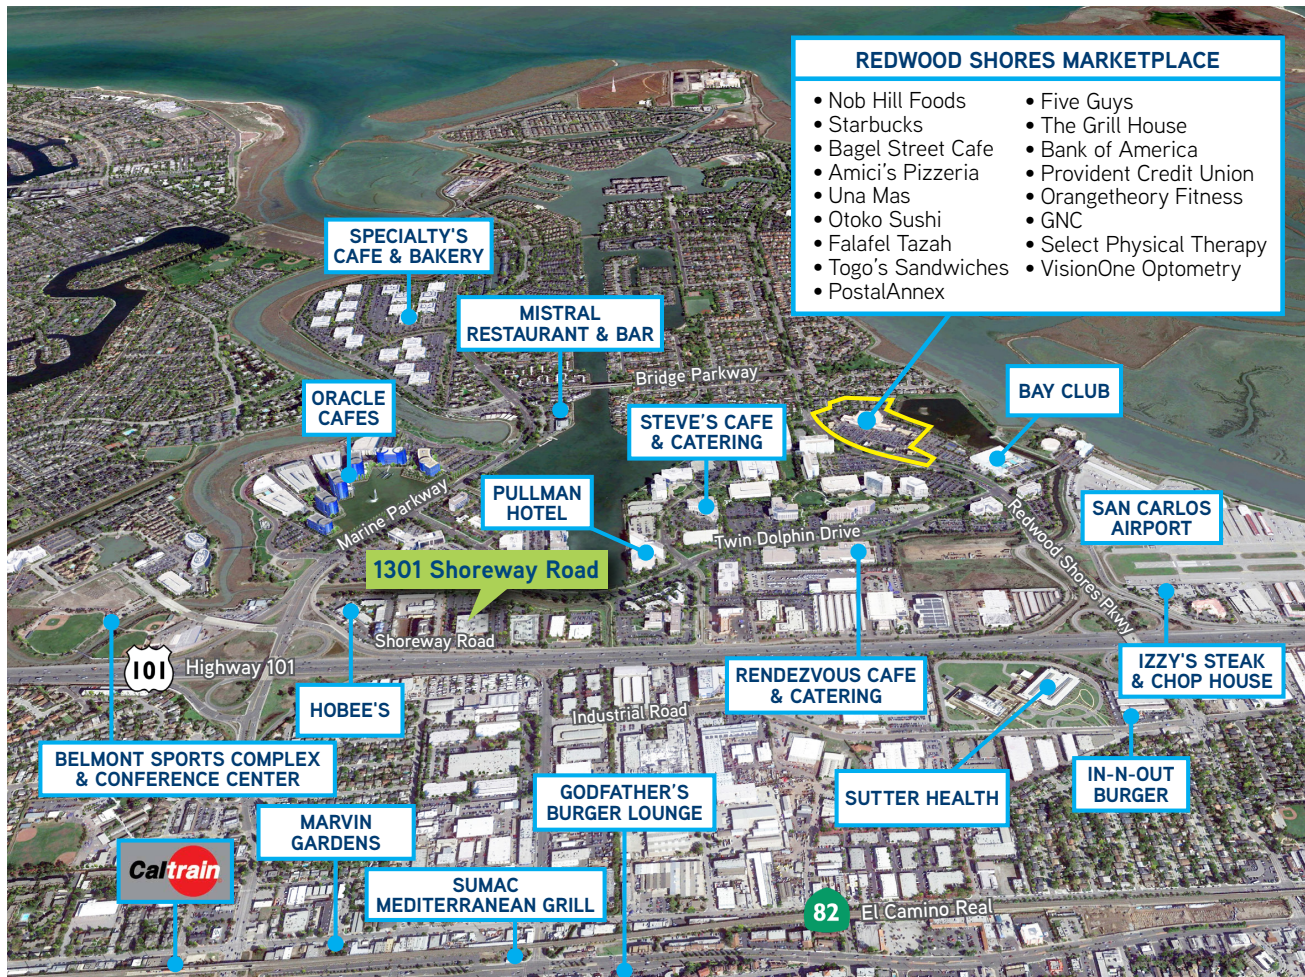 REDWOOD SHORES MARKETPLACE
• Nob Hill Foods
• Starbucks
• Bagel Street Cafe
• Amici's Pizzeria
• Una Mas
• Otoko Sushi
• Falafel Tazah
• Togo's Sandwiches
• PostalAnnex
• Five Guys
• The Grill House
• Bank of America
• Provident Credit Union
• Orangetheory Fitness
• GNC
• Select Physical Therapy
• VisionOne Optometry
SPECIALTY'S
CAFE & BAKERY
MISTRAL
RESTAURANT & BAR
Bridge Parkway
ORACLE
CAFES
STEVE'S CAFE
& CATERING
BAY CLUB
PULLMAN
HOTEL
Marine Parkway
Twin Dolphin Drive
Redwood Shores Pkwy
SAN CARLOS
AIRPORT
1301 Shoreway Road
Shoreway Road
101
Highway 101
HOBEE'S
RENDEZVOUS CAFE
& CATERING
IZZY'S STEAK
& CHOP HOUSE
Industrial Road
BELMONT SPORTS COMPLEX
& CONFERENCE CENTER
SUTTER HEALTH
IN-N-OUT
BURGER
GODFATHER'S
BURGER LOUNGE
MARVIN
GARDENS
Caltrain
SUMAC
MEDITERRANEAN GRILL
82
El Camino Real